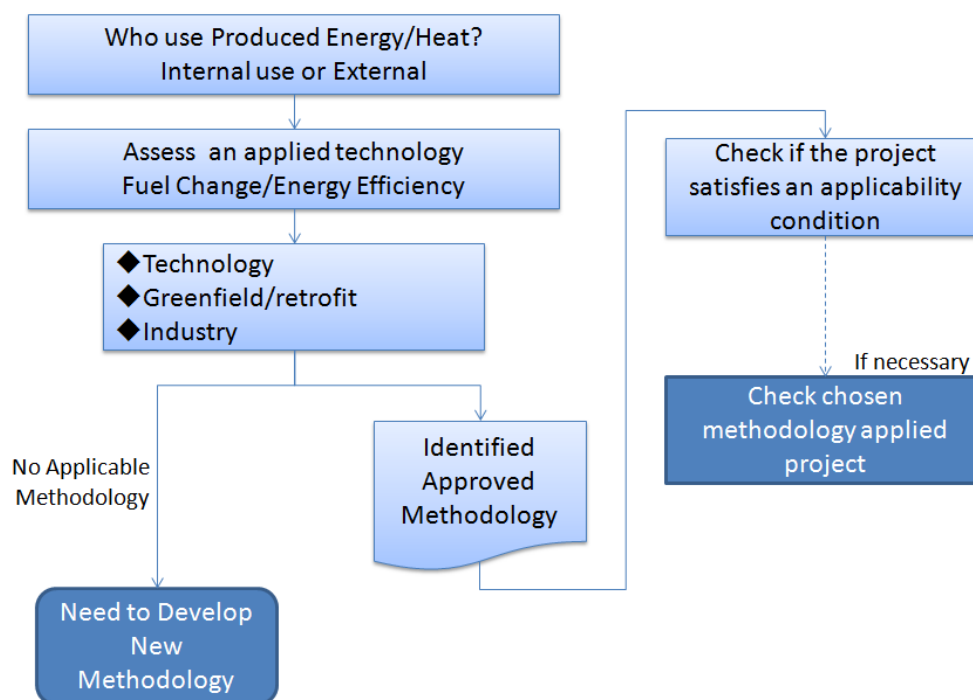 Who use Produced Energy/Heat?
Internal use or External
Assess an applied technology
Fuel Change/Energy Efficiency
◆Technology
◆Greenfield/retrofit
◆Industry
No Applicable
Methodology
Need to Develop
New
Methodology
Identified
Approved
Methodology
Check if the project
satisfies an applicability
condition
If necessary
Check chosen
methodology applied
project